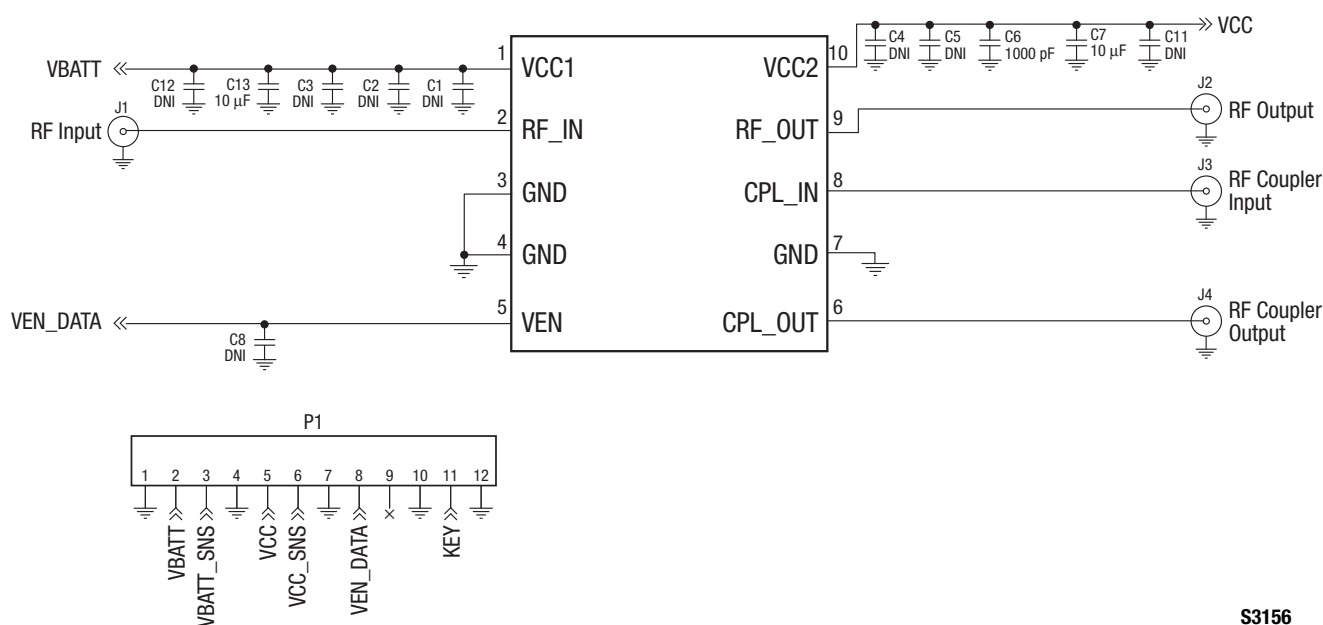 VBATT
C12
DNI
C13
10 µF
C3
DNI
C2
DNI
C1
DNI
J1
RF Input
VEN_DATA
C8
DNI
1
VCC1
2
RF_IN
3
GND
4
GND
5
VEN
10
VCC2
9
RF_OUT
8
CPL_IN
7
GND
6
CPL_OUT
C4
DNI
C5
DNI
C6
1000 pF
C7
10 µF
C11
DNI
VCC
J2
RF Output
J3
RF Coupler
Input
J4
RF Coupler
Output
P1
1 2 3 4 5 6 7 8 9 10 11 12
VBATT
VBATT_SNS
VCC
VCC_SNS
VEN_DATA
KEY
S3156